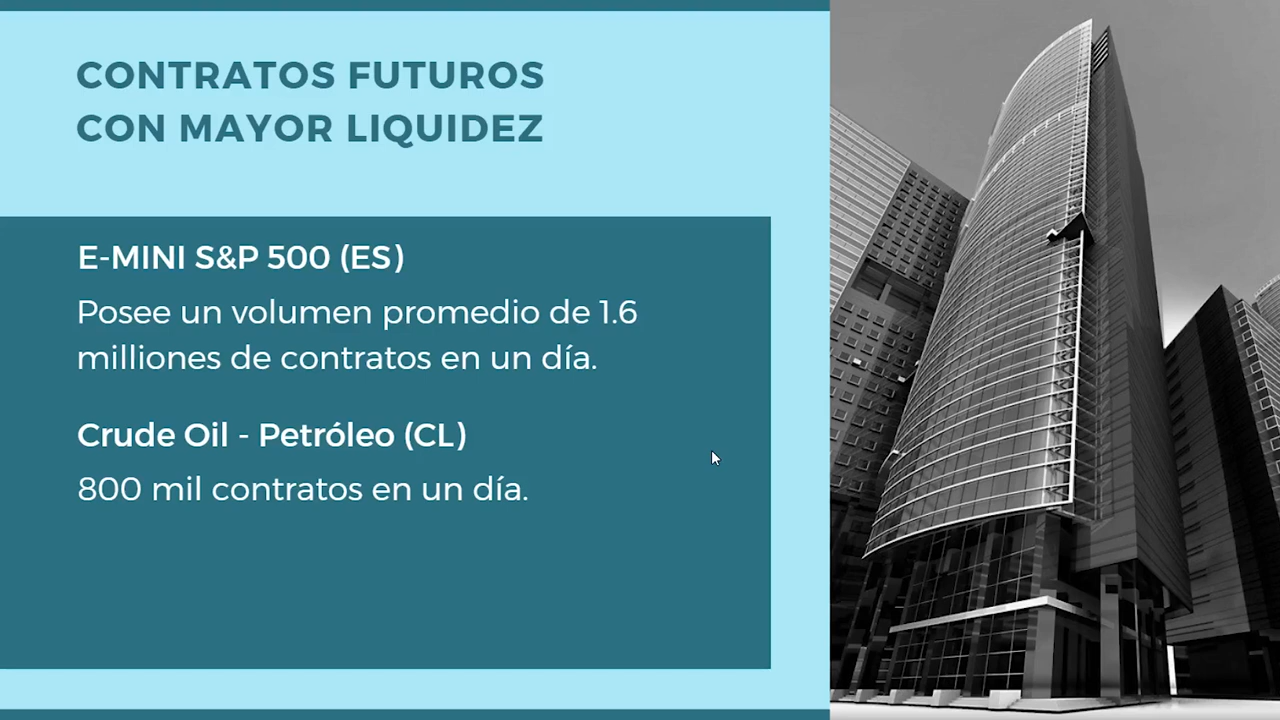 CONTRATOS FUTUROS
CON MAYOR LIQUIDEZ
E-MINI S&P 500 (ES)
Posee un volumen promedio de 1.6
milliones de contratos en un día.
Crude Oil - Petróleo (CL)
800 mil contratos en un día.